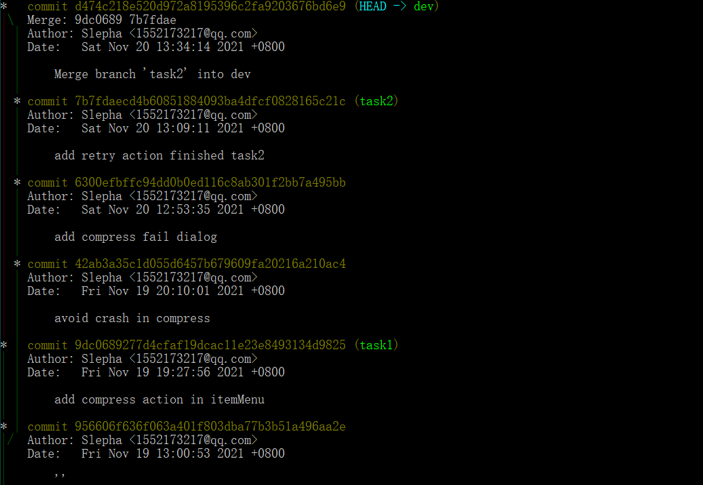 * commit d474c218e520d972a8195396c2fa9203676bd6e9 (HEAD -> dev)
\ Merge: 9dc0689 7b7fdae
Author: Slepha <1552173217@qq.com>
Date: Sat Nov 20 13:34:14 2021 +0800
Merge branch 'task2' into dev
* commit 7b7fdaecd4b60851884093ba4dfcf0828165c21c (task2)
Author: Slepha <1552173217@qq.com>
Date: Sat Nov 20 13:09:11 2021 +0800
add retry action finished task2
* commit 6300efbffc94dd0b0ed116c8ab301f2bb7a495bb
Author: Slepha <1552173217@qq.com>
Date: Sat Nov 20 12:53:35 2021 +0800
add compress fail dialog
* commit 42ab3a35c1d055d6457b679609fa20216a210ac4
Author: Slepha <1552173217@qq.com>
Date: Fri Nov 19 20:10:01 2021 +0800
avoid crash in compress
* commit 9dc0689277d4cfaf19dcac11e23e8493134d9825 (task1)
Author: Slepha <1552173217@qq.com>
Date: Fri Nov 19 19:27:56 2021 +0800
add compress action in itemMenu
* commit 956606f636f063a401f803dba77b3b51a496aa2e
/ Author: Slepha <1552173217@qq.com>
Date: Fri Nov 19 13:00:53 2021 +0800
''